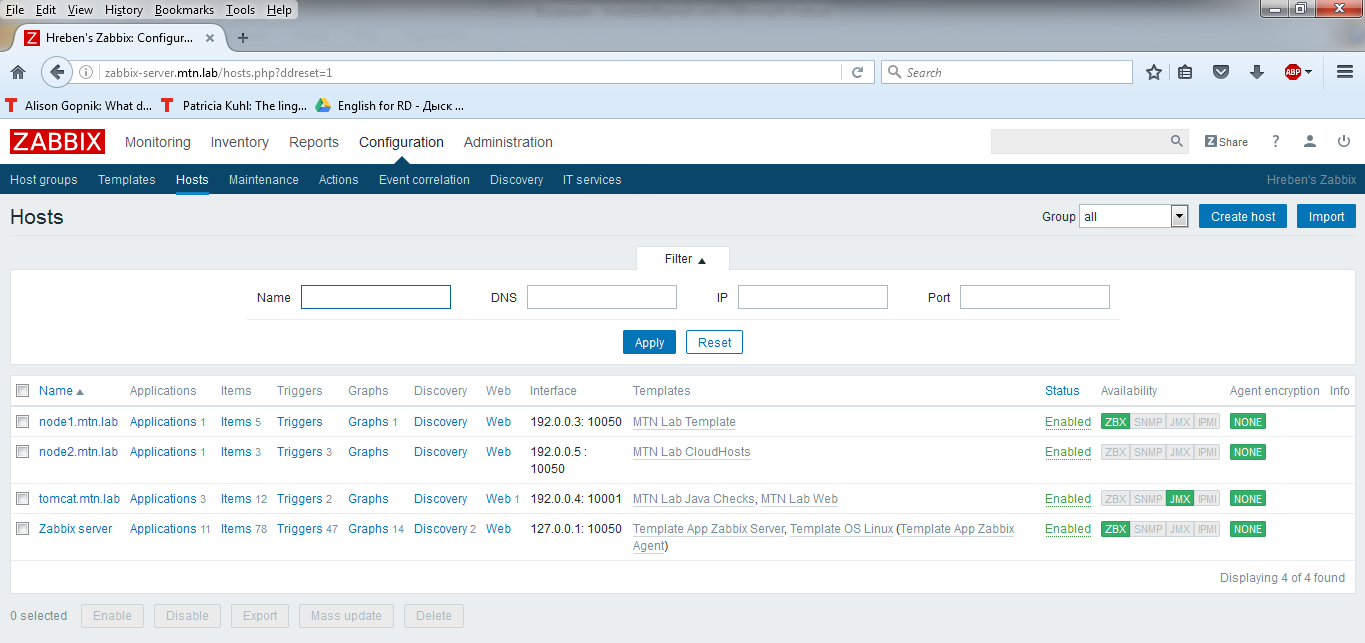 File Edit View History Bookmarks Tools Help
Z Hreben's Zabbix: Configur... × +
zabbix-server.mtn.lab/hosts.php?ddreset=1 Search ABP
T Alison Gopnik: What d... T Patricia Kuhl: The ling... English for RD - Дыск ...
ZABBIX Monitoring Inventory Reports Configuration Administration Z Share ?
Host groups Templates Hosts Maintenance Actions Event correlation Discovery IT services Hreben's Zabbix
Hosts Group all Create host Import
Filter ▲
Name DNS IP Port
Apply Reset
Name ▲ Applications Items Triggers Graphs Discovery Web Interface Templates Status Availability Agent encryption Info
node1.mtn.lab Applications 1 Items 5 Triggers Graphs 1 Discovery Web 192.0.0.3: 10050 MTN Lab Template Enabled ZBX SNMP JMX IPMI NONE
node2.mtn.lab Applications 1 Items 3 Triggers 3 Graphs Discovery Web 192.0.0.5 : MTN Lab CloudHosts Enabled ZBX SNMP JMX IPMI NONE
10050
tomcat.mtn.lab Applications 3 Items 12 Triggers 2 Graphs Discovery Web 1 192.0.0.4: 10001 MTN Lab Java Checks, MTN Lab Web Enabled ZBX SNMP JMX IPMI NONE
Zabbix server Applications 11 Items 78 Triggers 47 Graphs 14 Discovery 2 Web 127.0.0.1: 10050 Template App Zabbix Server, Template OS Linux (Template App Zabbix Enabled ZBX SNMP JMX IPMI NONE
Agent)
Displaying 4 of 4 found
0 selected Enable Disable Export Mass update Delete